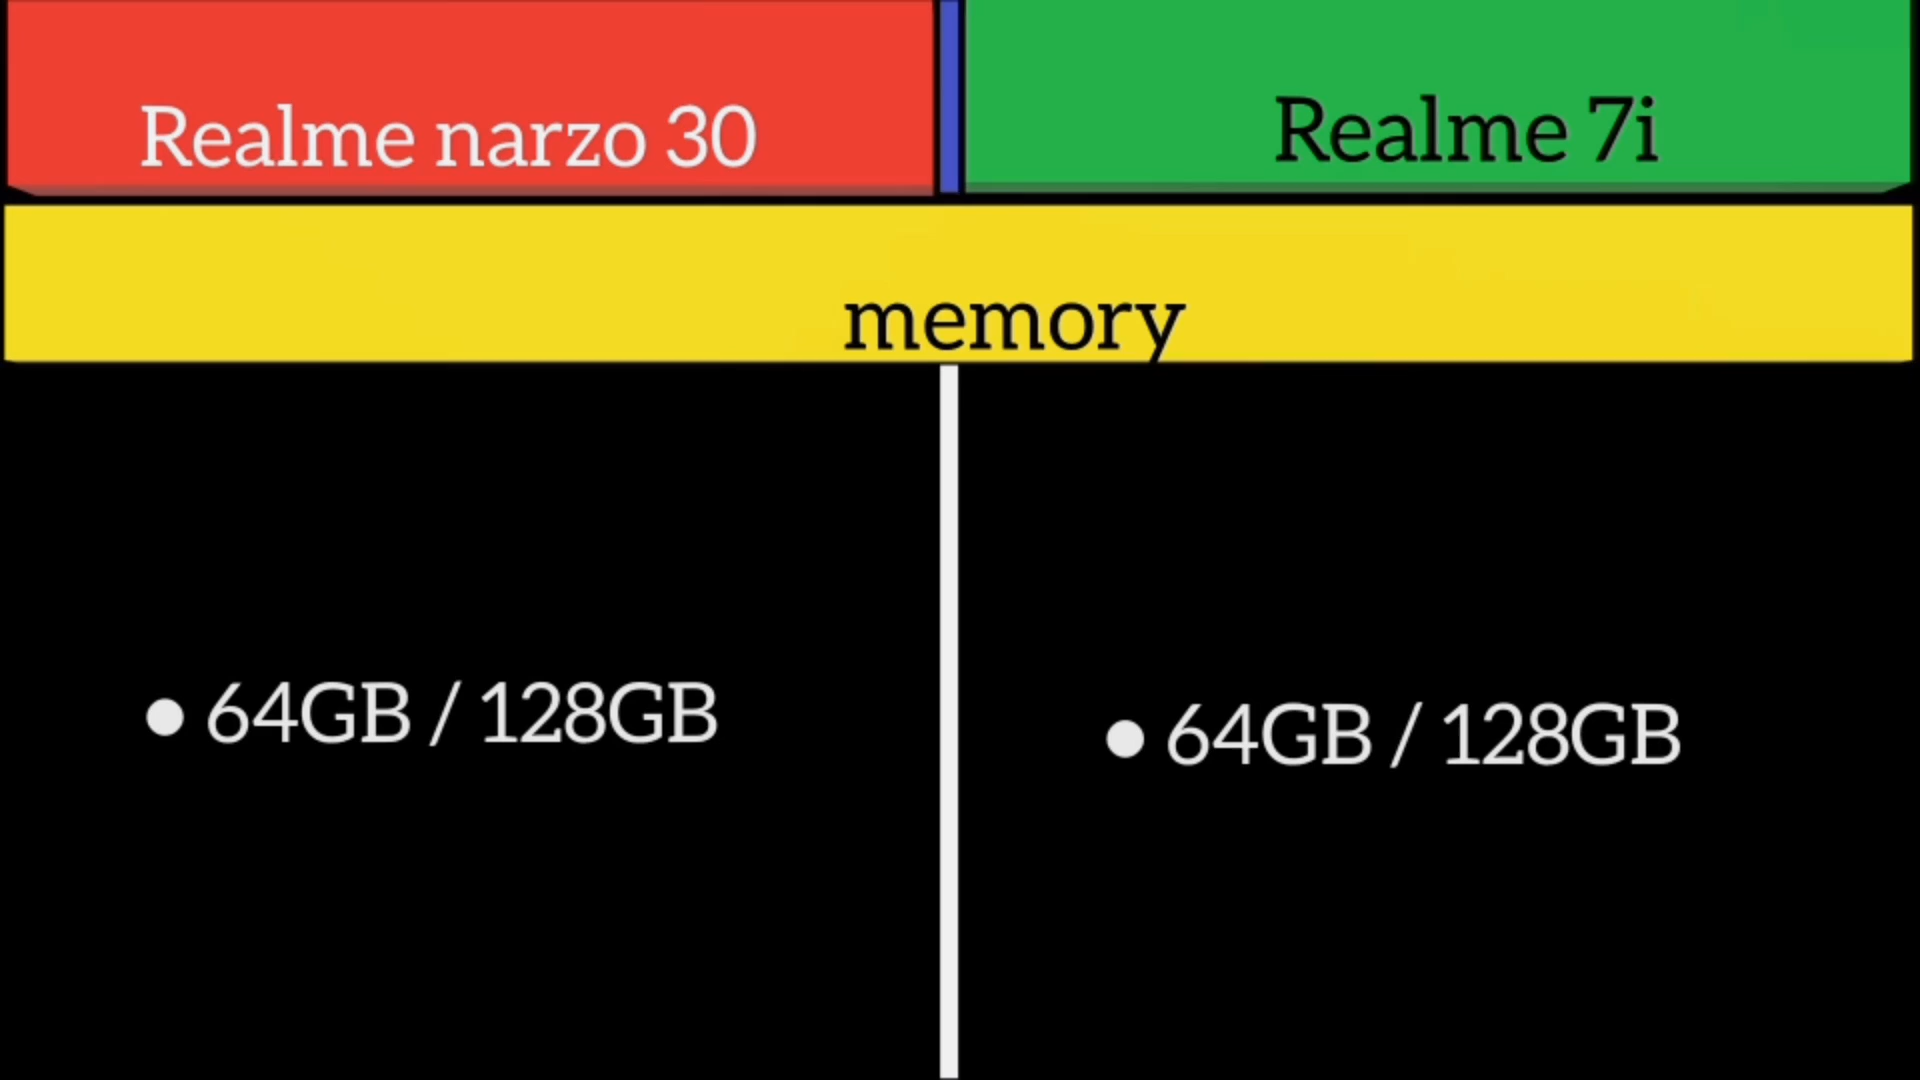 Realme narzo 30
Realme 7i
memory
● 64GB / 128GB
● 64GB / 128GB